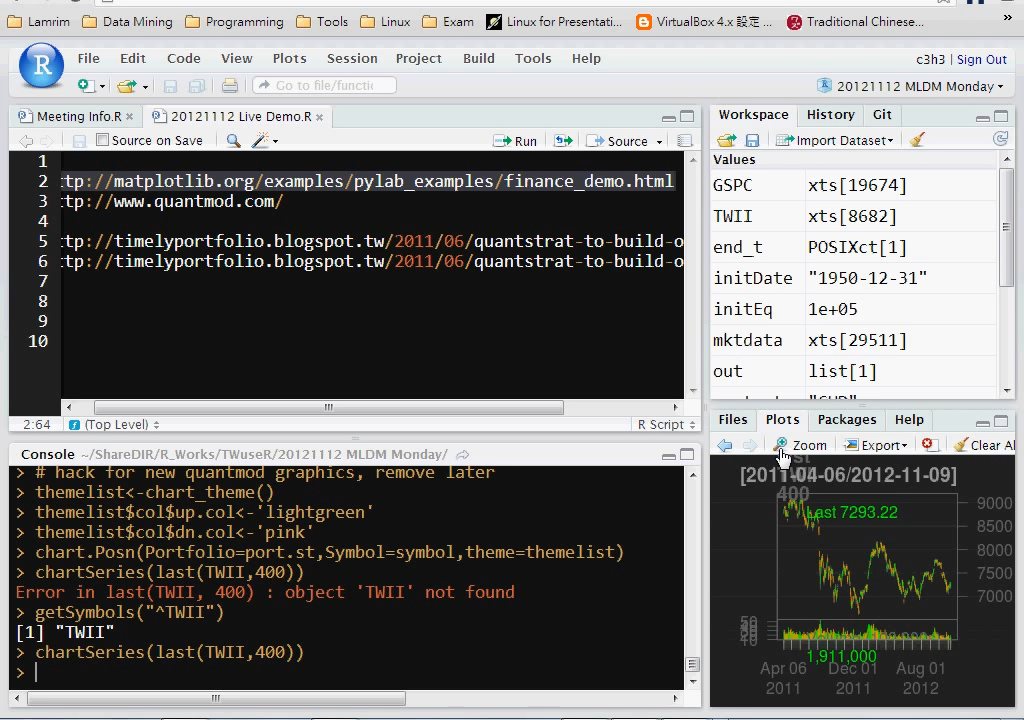 Lamrim Data Mining Programming Tools Linux Exam Linux for Presentati... VirtualBox 4.x 設定 ... Traditional Chinese... »
R File Edit Code View Plots Session Project Build Tools Help c3h3 | Sign Out
Go to file/functic 20121112 MLDM Monday
Meeting Info.R × 20121112 Live Demo.R ×
Source on Save Run Source
1
2 :tp://matplotlib.org/examples/pylab_examples/finance_demo.html
3 :tp://www.quantmod.com/
4
5 :tp://timelyportfolio.blogspot.tw/2011/06/quantstrat-to-build-o
6 :tp://timelyportfolio.blogspot.tw/2011/06/quantstrat-to-build-o
7
8
9
10
2:64 (Top Level) R Script
Console ~/ShareDIR/R_Works/TWuseR/20121112 MLDM Monday/
> # hack for new quantmod graphics, remove later
> themelist<-chart_theme()
> themelist$col$up.col<-'lightgreen'
> themelist$col$dn.col<-'pink'
> chart.Posn(Portfolio=port.st,Symbol=symbol,theme=themelist)
> chartSeries(last(TWII,400))
Error in last(TWII, 400) : object 'TWII' not found
> getSymbols("^TWII")
[1] "TWII"
> chartSeries(last(TWII,400))
>
Workspace History Git
Import Dataset
Values
GSPC xts[19674]
TWII xts[8682]
end_t POSIXct[1]
initDate "1950-12-31"
initEq 1e+05
mktdata xts[29511]
out list[1]
Files Plots Packages Help
Zoom Export Clear Al
[2011-04-06/2012-11-09]
400
Last 7293.22
9000
8500
8000
7500
7000
1,911,000
Apr 06 Dec 01 Aug 01
2011 2011 2012